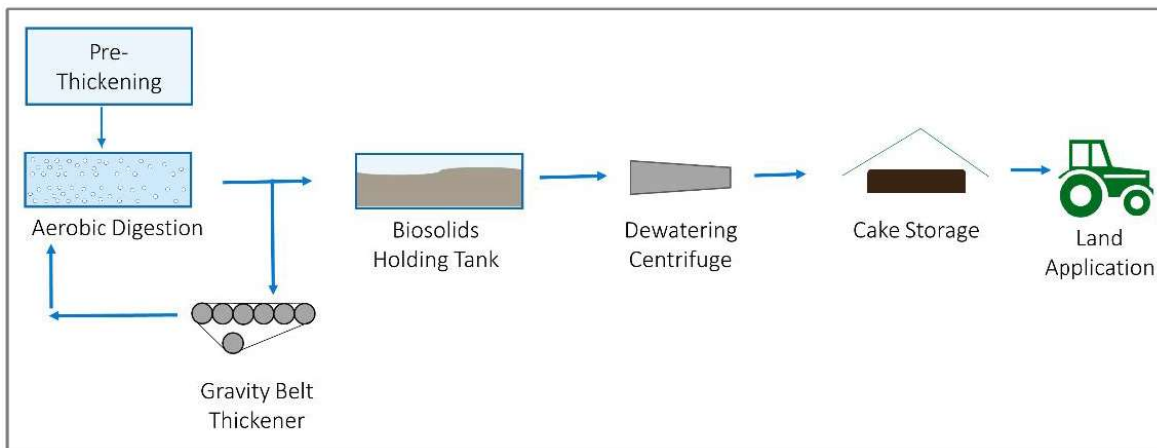 Pre-
Thickening
Aerobic Digestion
Biosolids
Holding Tank
Dewatering
Centrifuge
Cake Storage
Land
Application
Gravity Belt
Thickener